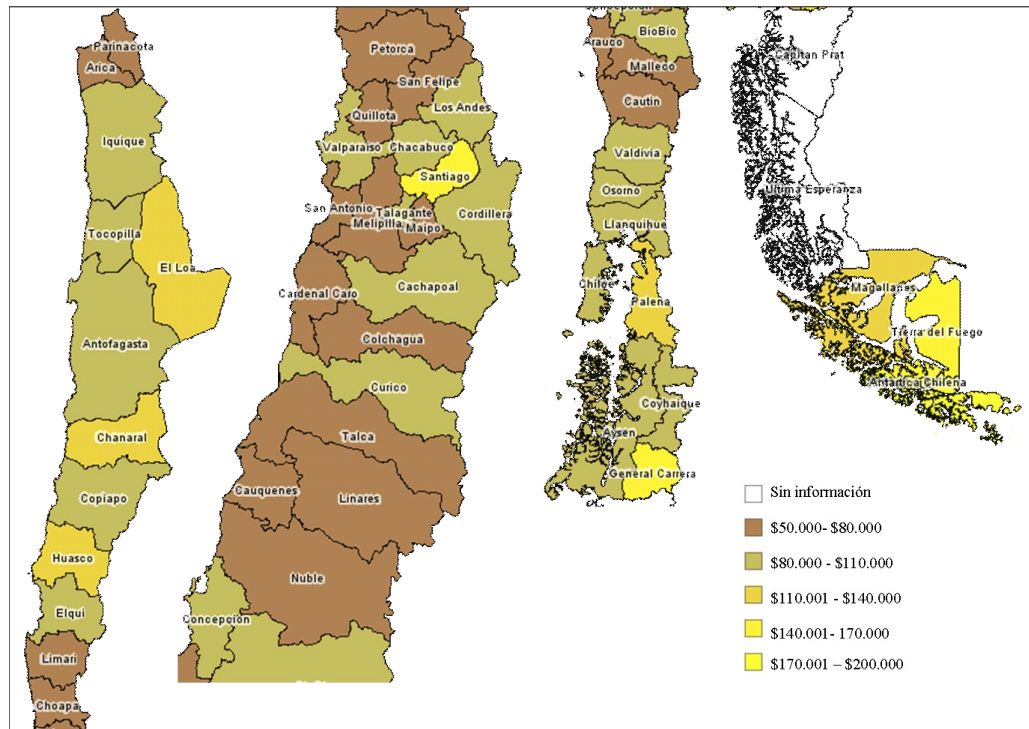 Parinacota
Arica
Iquique
Tocopilla
El Loa
Antofagasta
Chanaral
Copiapo
Huasco
Elqui
Limari
Choapa
Petorca
San Felipe
Los Andes
Quillota
Valparaiso
Chacabuco
Santiago
San Antonio
Talagante
Melipilla
Maipo
Cordillera
Cardenal Caro
Cachapoal
Colchagua
Curico
Talca
Cauquenes
Linares
Nuble
Concepcion
BioBio
Arauco
Malleco
Cautin
Valdivia
Osorno
Llanquihue
Chiloe
Palena
Coyhaique
Aysen
General Carrera
Capitan Prat
Ultima Esperanza
Magallanes
Tierra del Fuego
Antartica Chilena
Sin información
$50.000- $80.000
$80.000 - $110.000
$110.001 - $140.000
$140.001- 170.000
$170.001 – $200.000